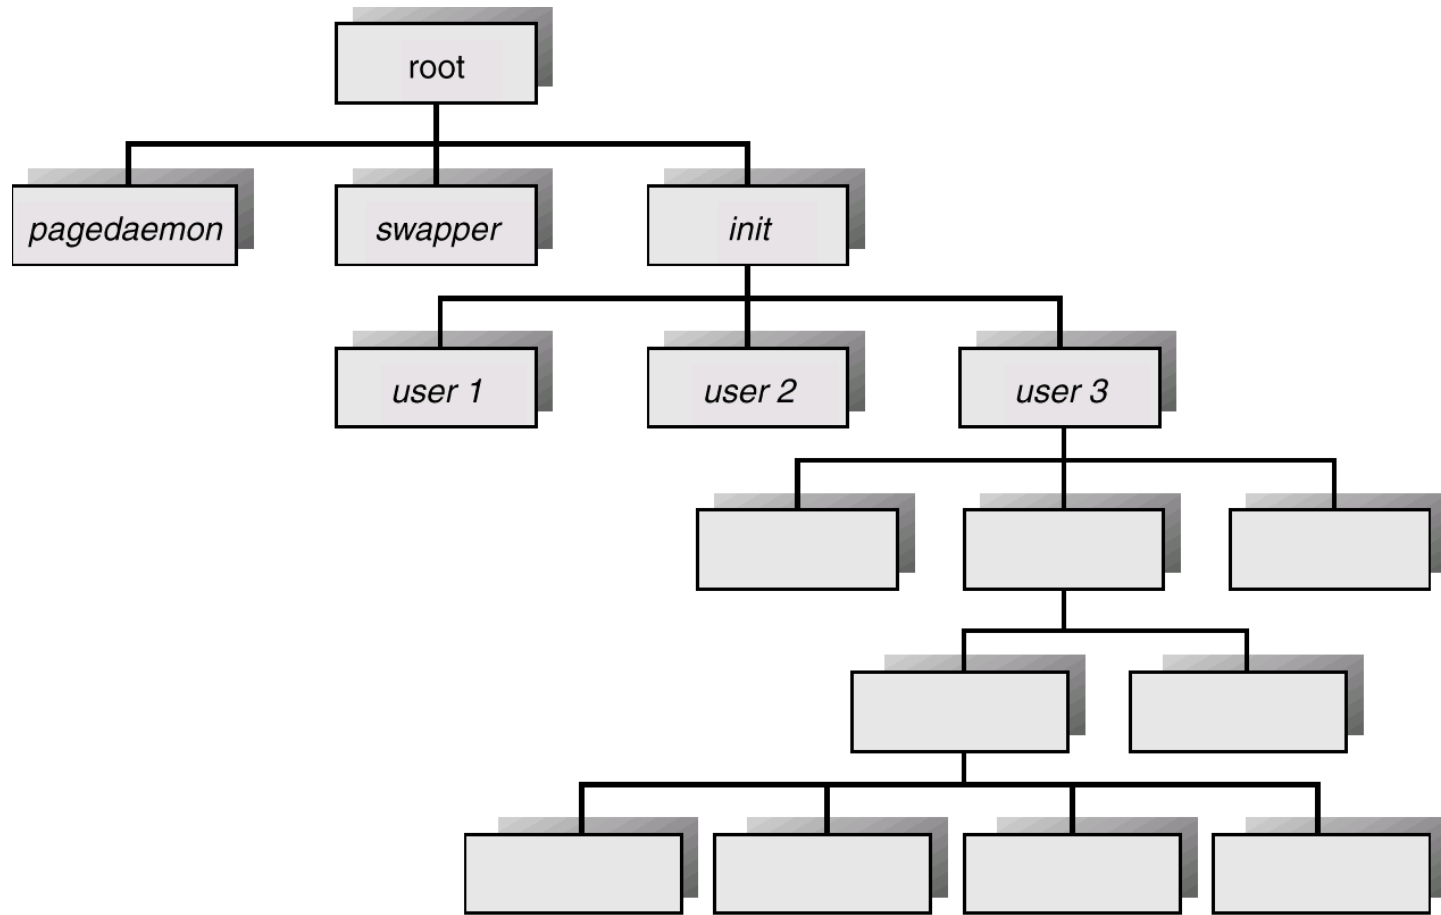 root
pagedaemon
swapper
init
user 1
user 2
user 3